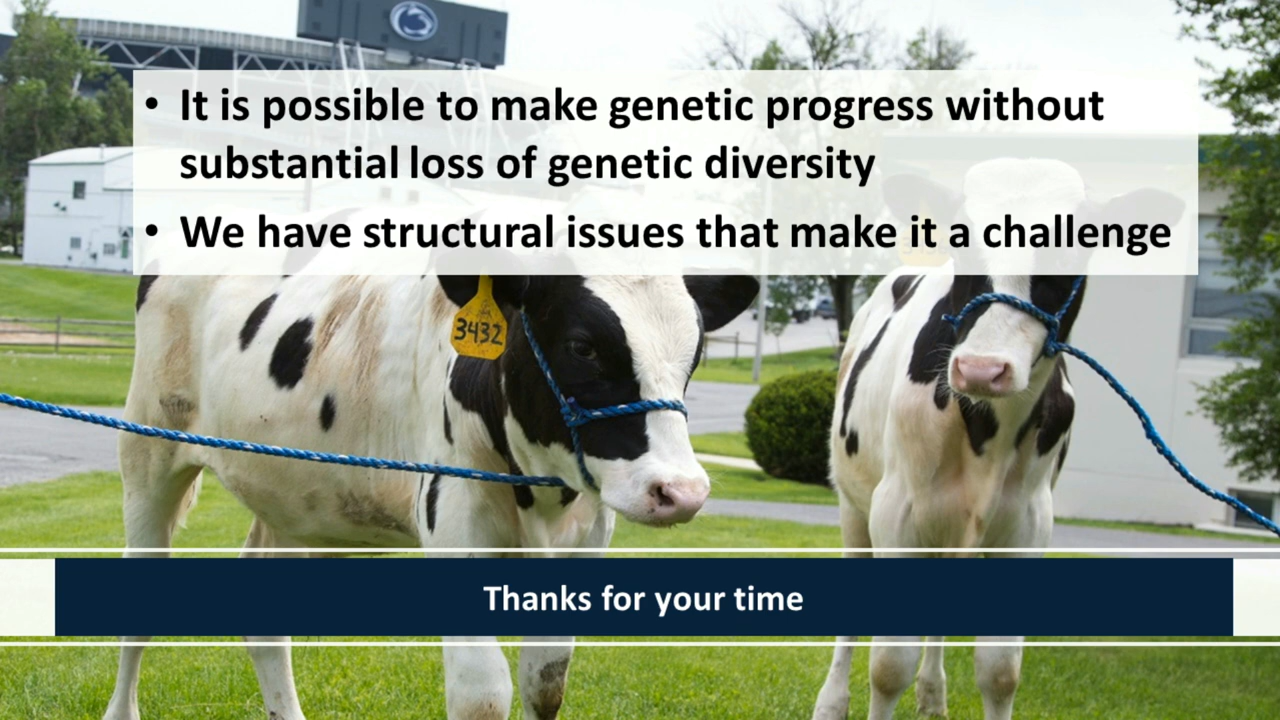 • It is possible to make genetic progress without
substantial loss of genetic diversity
• We have structural issues that make it a challenge
3432
Thanks for your time